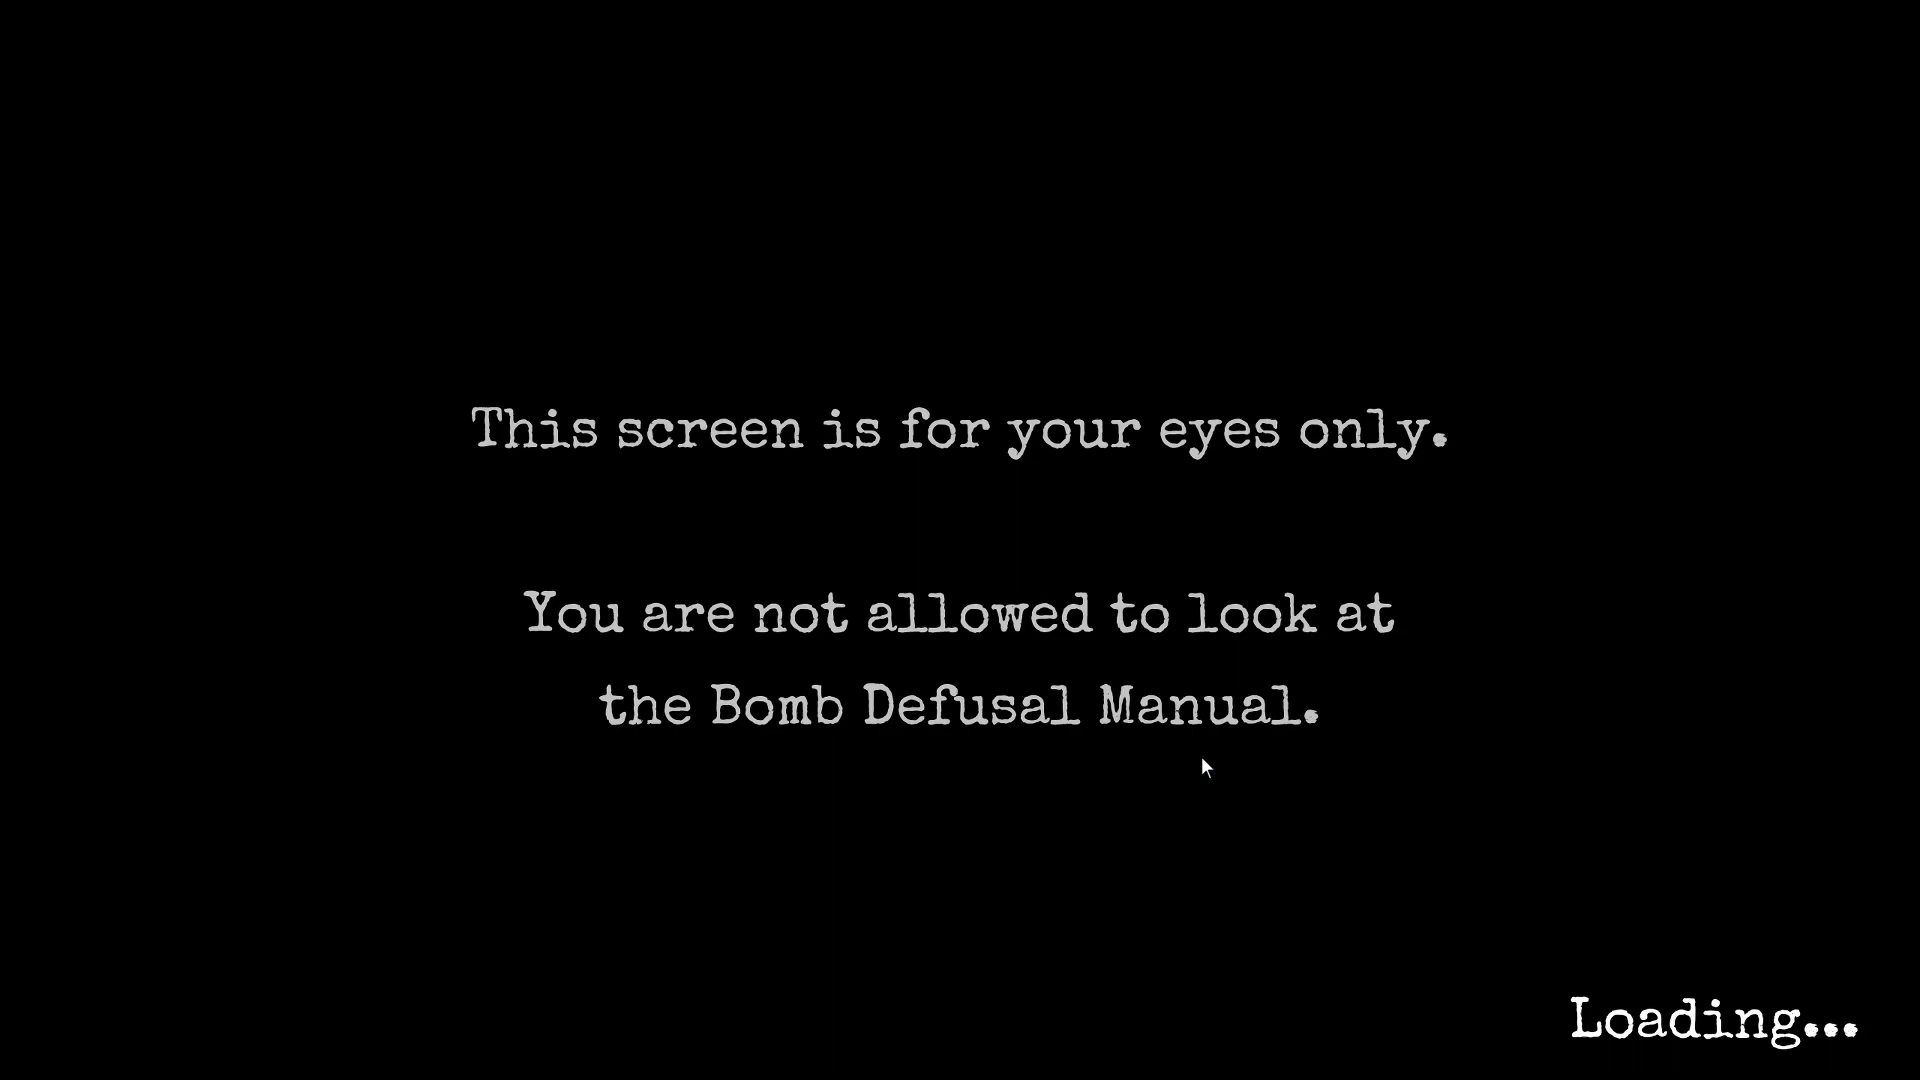 This screen is for your eyes only.
You are not allowed to look at
the Bomb Defusal Manual.
Loading...